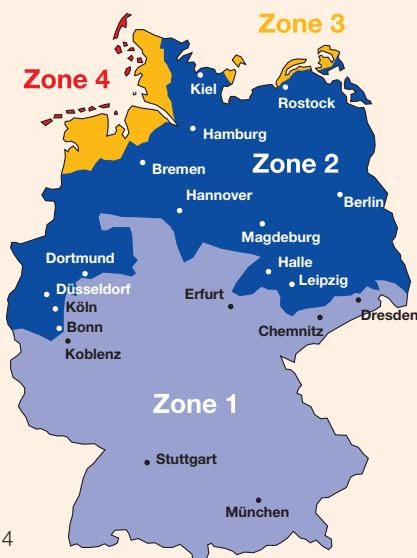 Zone 3
Zone 4
Kiel
Rostock
Hamburg
Bremen
Zone 2
Hannover
Berlin
Magdeburg
Dortmund
Halle
Düsseldorf
Leipzig
Erfurt
Köln
Dresden
Bonn
Chemnitz
Koblenz
Zone 1
Stuttgart
München
4